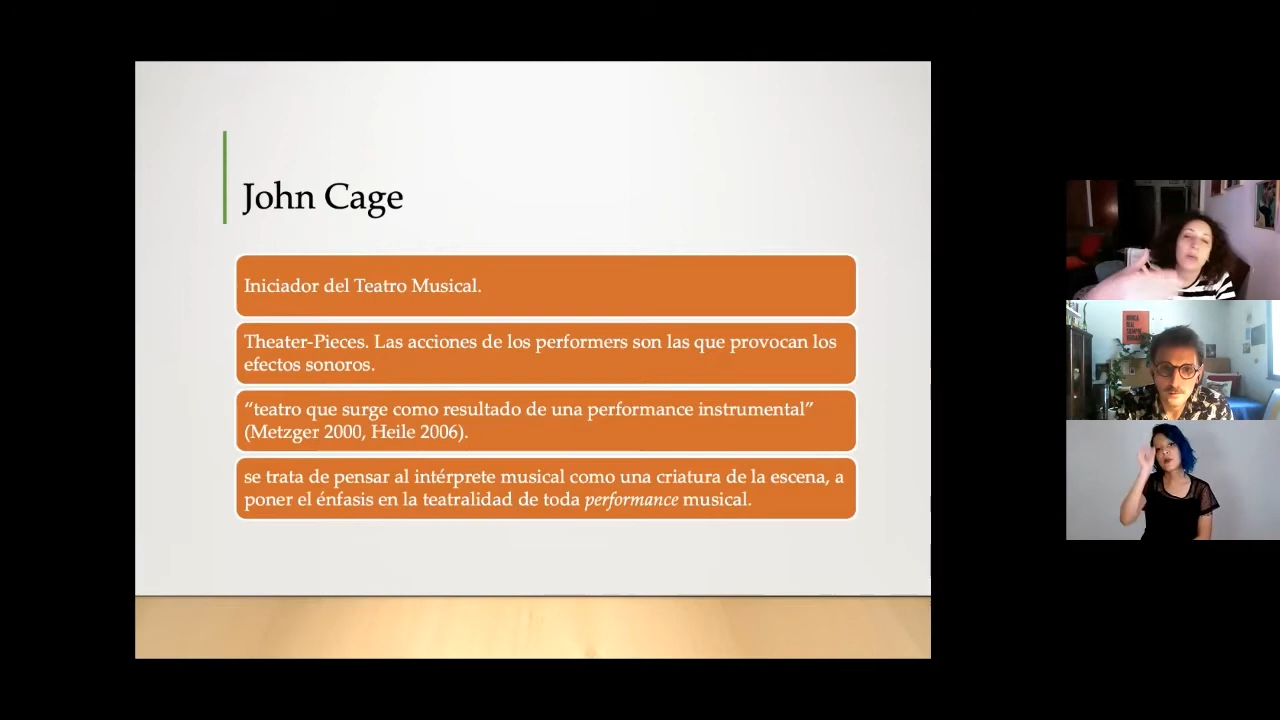 John Cage
Iniciador del Teatro Musical.
Theater-Pieces. Las acciones de los performers son las que provocan los
efectos sonoros.
“teatro que surge como resultado de una performance instrumental”
(Metzger 2000, Heile 2006).
se trata de pensar al intérprete musical como una criatura de la escena, a
poner el énfasis en la teatralidad de toda performance musical.